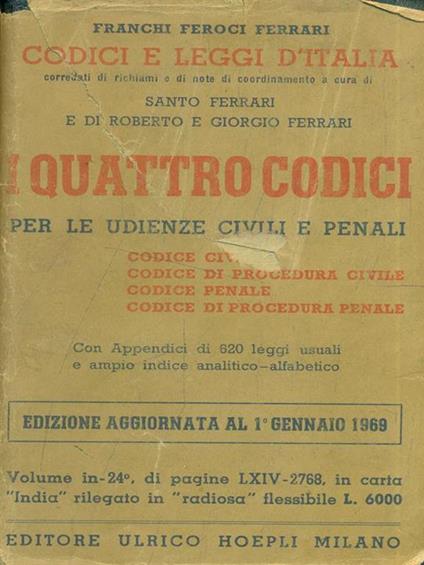 FRANCHI FEROCI FERRARI
CODICI E LEGGI D'ITALIA
corredati di richiami e di note di coordinamento a cura di
SANTO FERRARI
E DI ROBERTO E GIORGIO FERRARI
I QUATTRO CODICI
PER LE UDIENZE CIVILI E PENALI
CODICE CIV
CODICE DI PROCEDURA CIVILE
CODICE PENALE
CODICE DI PROCEDURA PENALE
Con Appendici di 620 leggi usuali
e ampio indice analitico-alfabetico
EDIZIONE AGGIORNATA AL 1° GENNAIO 1969
Volume in-24°, di pagine LXIV-2768, in carta
"India" rilegato in "radiosa" flessibile L. 6000
EDITORE ULRICO HOEPLI MILANO